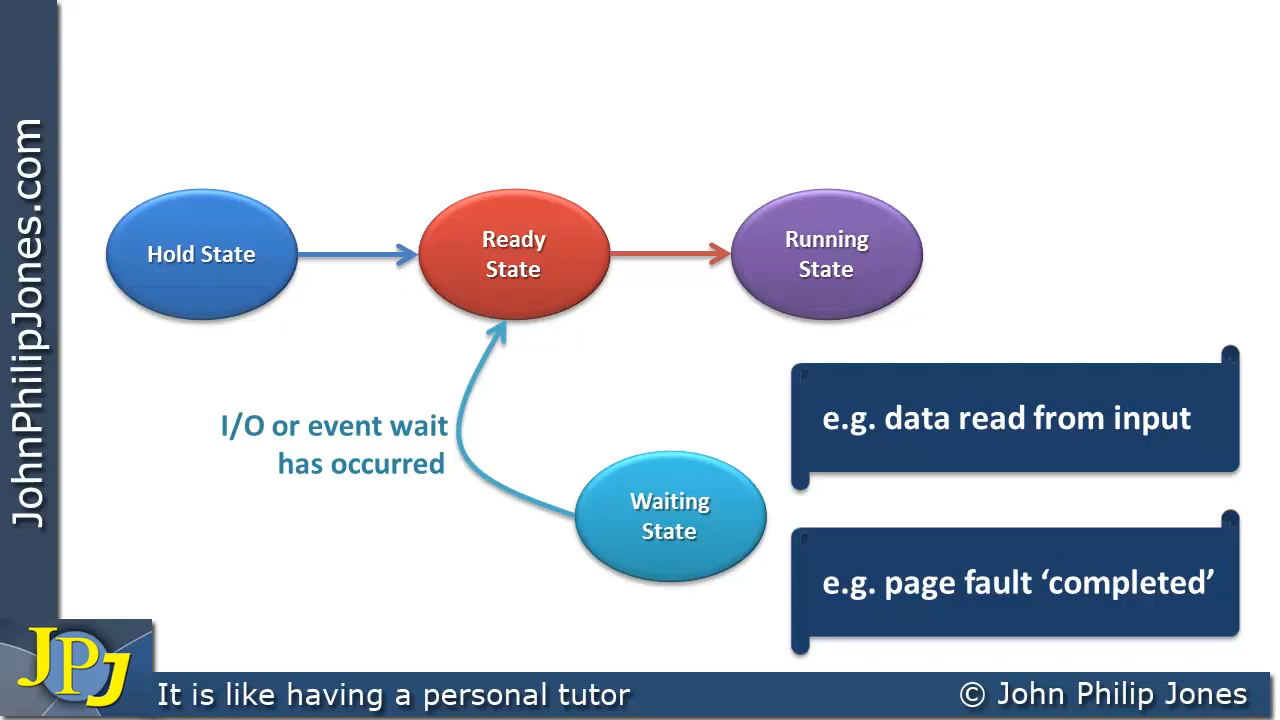 JohnPhilipJones.com
Hold State
Ready
State
Running
State
I/O or event wait
has occurred
Waiting
State
e.g. data read from input
e.g. page fault ‘completed’
JPJ
It is like having a personal tutor
© John Philip Jones